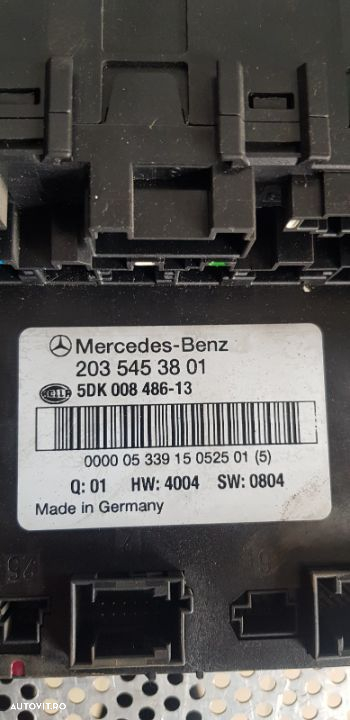 Mercedes-Benz
203 545 38 01
HELLA 5DK 008 486-13
0000 05 339 15 0525 01 (5)
Q: 01 HW: 4004 SW: 0804
Made in Germany
AUTOVIT.RO